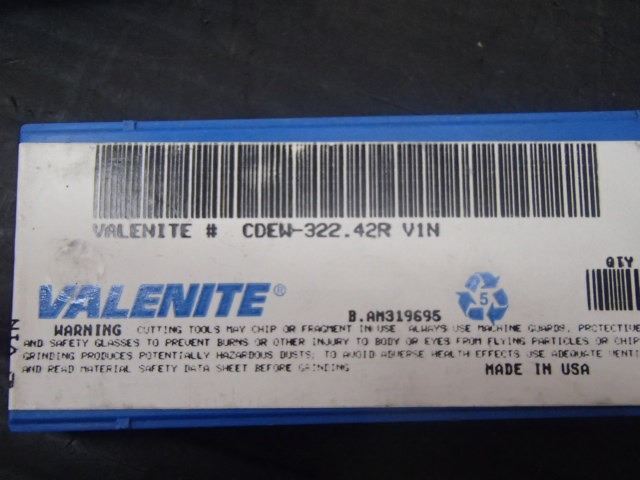 VALENITE # CDEW-322.42R V1N
QTY
VALENITE®
B.AM319695
5
WARNING CUTTING TOOLS MAY CHIP OR FRAGMENT IN USE. ALWAYS USE MACHINE GUARDS, PROTECTIVE
AND SAFETY GLASSES TO PREVENT BURNS OR OTHER INJURY TO BODY OR EYES FROM FLYING PARTICLES OR CHIP
GRINDING PRODUCES POTENTIALLY HAZARDOUS DUSTS; TO AVOID ADVERSE HEALTH EFFECTS USE ADEQUATE VENTI
AND READ MATERIAL SAFETY DATA SHEET BEFORE GRINDING
MADE IN USA
V1N